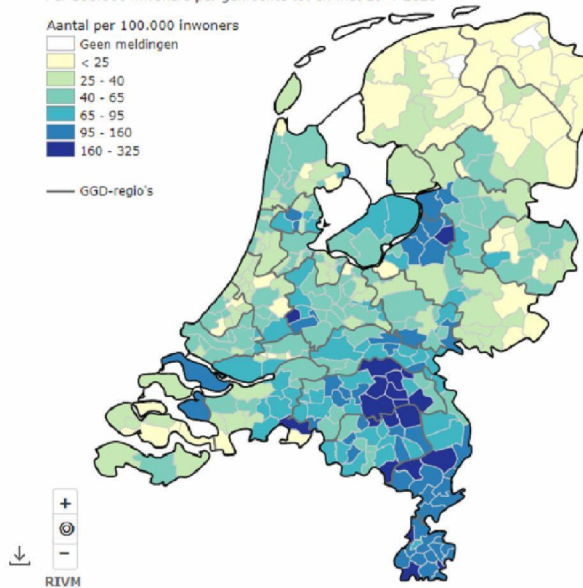 Aantal per 100.000 inwoners
Geen meldingen
< 25
25 - 40
40 - 65
65 - 95
95 - 160
160 - 325
GGD-regio's
+
−
RIVM